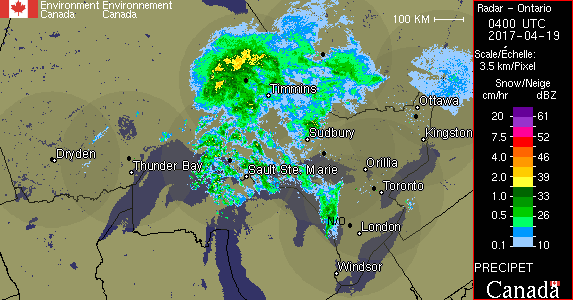 Environment Environnement
Canada Canada
100 KM
Radar - Ontario
0400 UTC
2017-04-19
Scale/Échelle:
3.5 km/Pixel
Snow/Neige
cm/hr dBZ
20 61
7.5 52
4.0 46
2.0 39
1.0 33
0.5 26
0.1 10
PRECIPET
Canada
Timmins
Ottawa
Sudbury
Kingston
Dryden
Thunder Bay
Sault Ste. Marie
Orillia
Toronto
London
Windsor